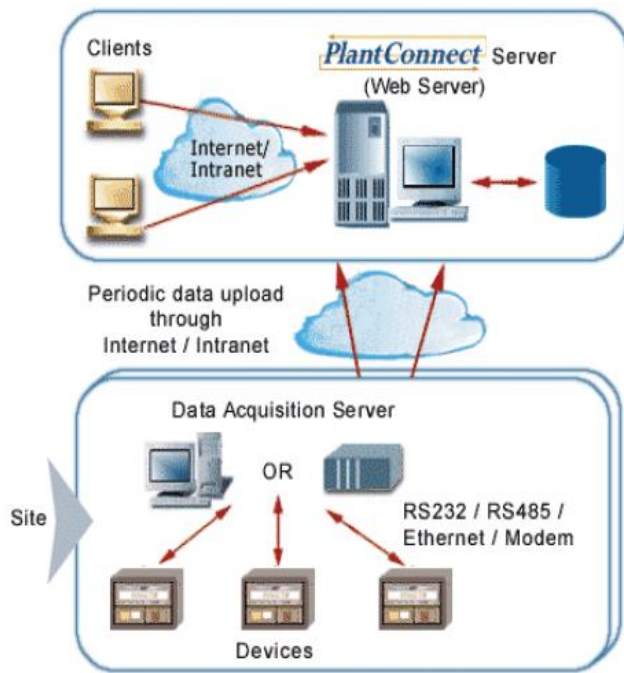 Clients
PlantConnect Server
(Web Server)
Internet/
Intranet
Periodic data upload
through
Internet / Intranet
Data Acquisition Server
OR
Site
RS232 / RS485 /
Ethernet / Modem
Devices